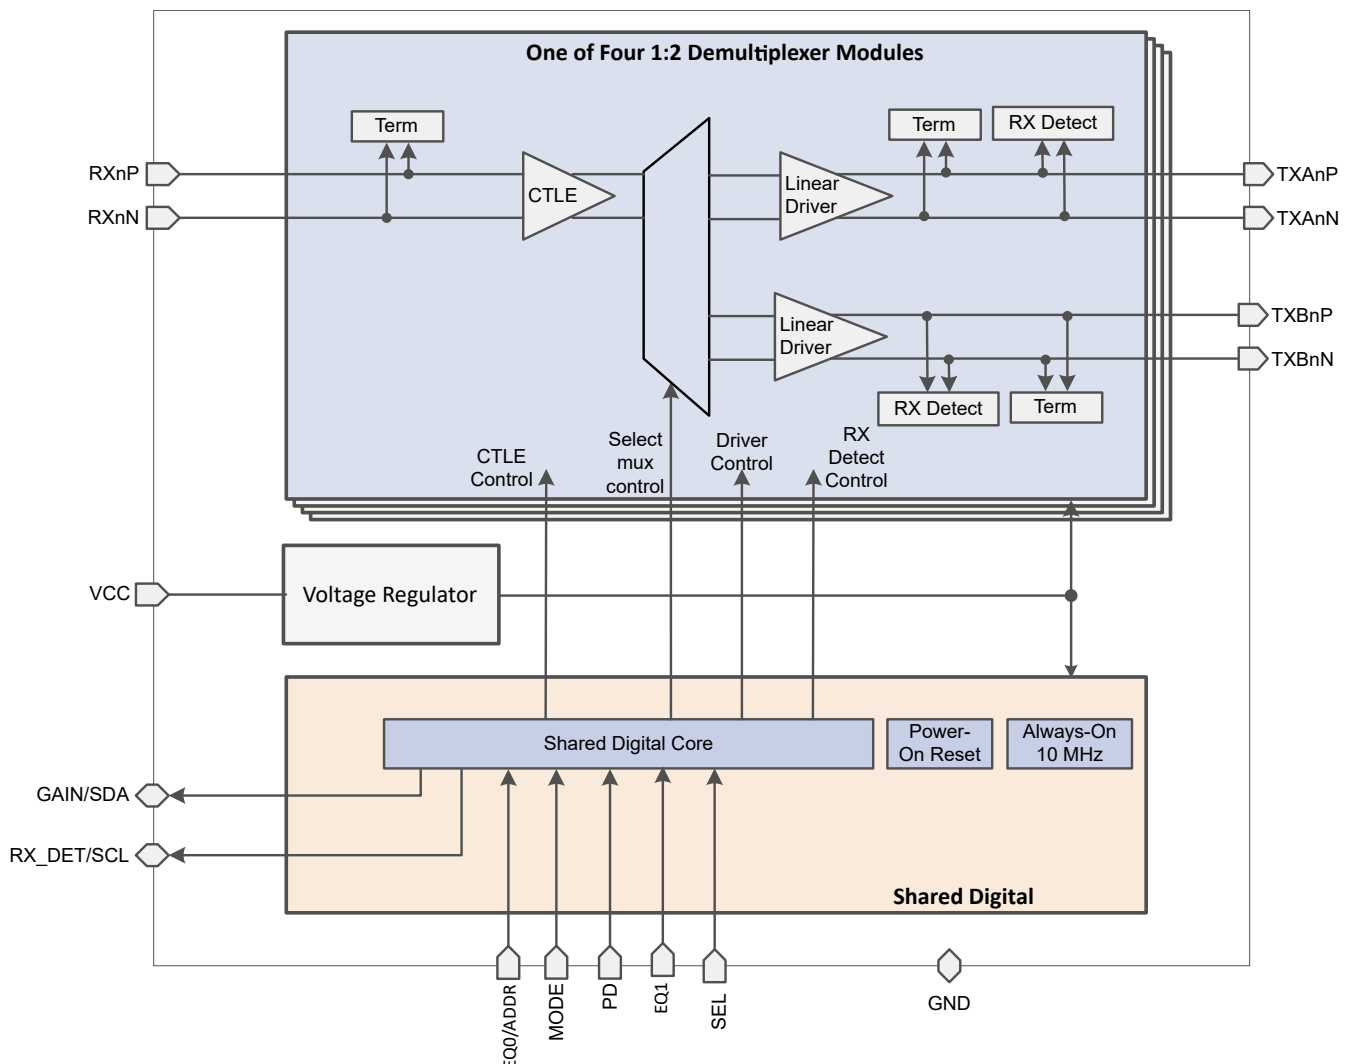 One of Four 1:2 Demultiplexer Modules
Term
Term
RX Detect
RXnP
RXnN
CTLE
Linear
Driver
TXAnP
TXAnN
Linear
Driver
TXBnP
TXBnN
RX Detect
Term
CTLE
Control
Select
mux
control
Driver
Control
RX
Detect
Control
VCC
Voltage Regulator
Shared Digital Core
Power-
On Reset
Always-On
10 MHz
GAIN/SDA
RX_DET/SCL
Shared Digital
EQ0/ADDR
MODE
PD
EQ1
SEL
GND